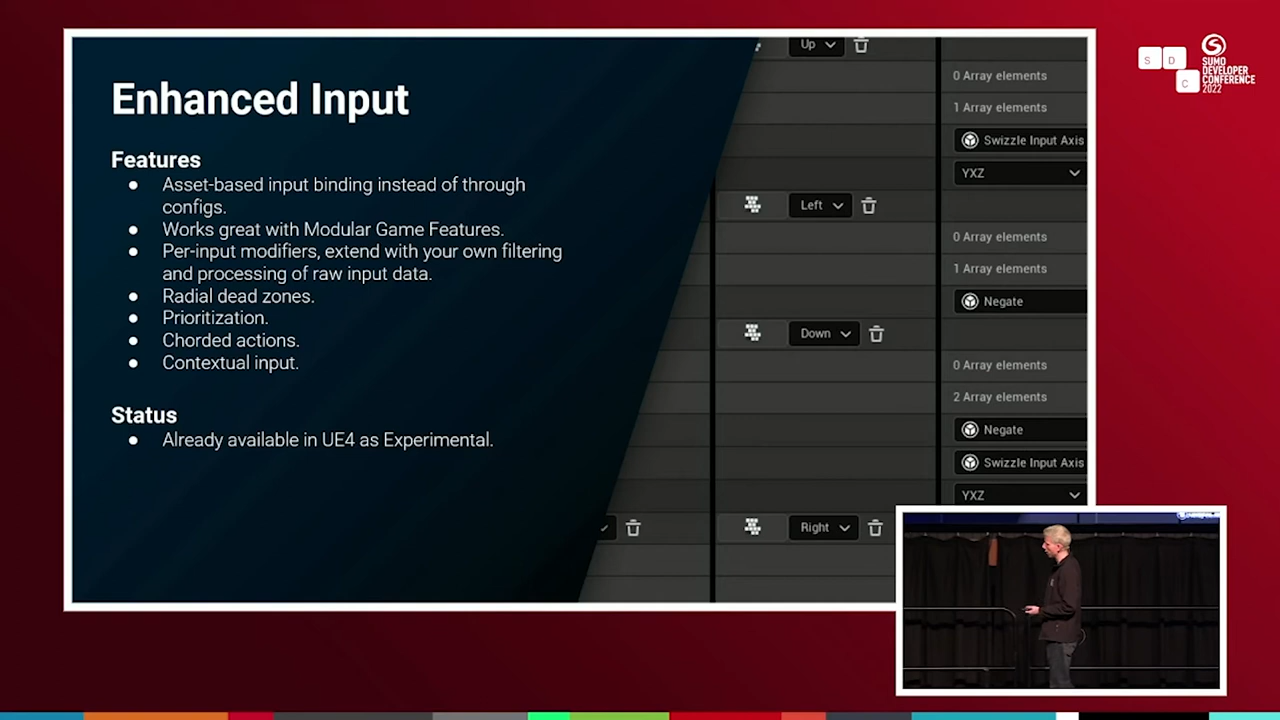 Enhanced Input
Features
Asset-based input binding instead of through
configs.
Works great with Modular Game Features.
Per-input modifiers, extend with your own filtering
and processing of raw input data.
Radial dead zones.
Prioritization.
Chorded actions.
Contextual input.
Status
Already available in UE4 as Experimental.
Up
0 Array elements
1 Array elements
Swizzle Input Axis
YXZ
Left
0 Array elements
1 Array elements
Negate
Down
0 Array elements
2 Array elements
Negate
Swizzle Input Axis
YXZ
Right
S D
C
SUMO
DEVELOPER
CONFERENCE
2022